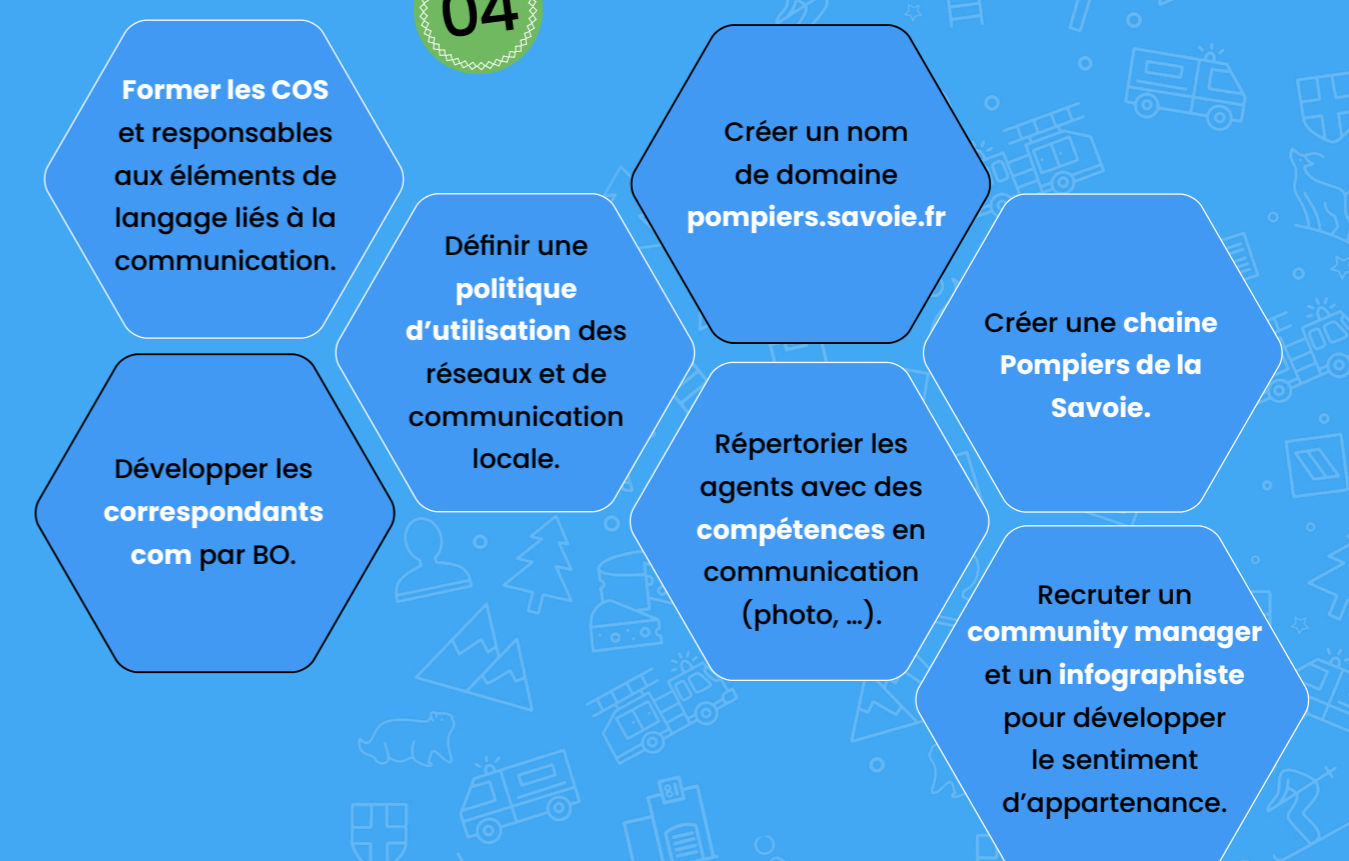 04
Former les COS
et responsables
aux éléments de
langage liés à la
communication.
Développer les
correspondants
com par BO.
Définir une
politique
d’utilisation des
réseaux et de
communication
locale.
Créer un nom
de domaine
pompiers.savoie.fr
Répertorier les
agents avec des
compétences en
communication
(photo, ...).
Créer une chaine
Pompiers de la
Savoie.
Recruter un
community manager
et un infographiste
pour développer
le sentiment
d’appartenance.